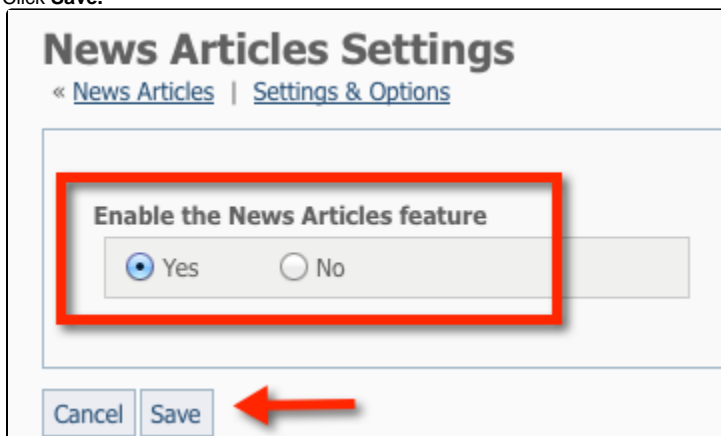 Click Save.
News Articles Settings
« News Articles | Settings & Options
Enable the News Articles feature
Yes No
Cancel Save